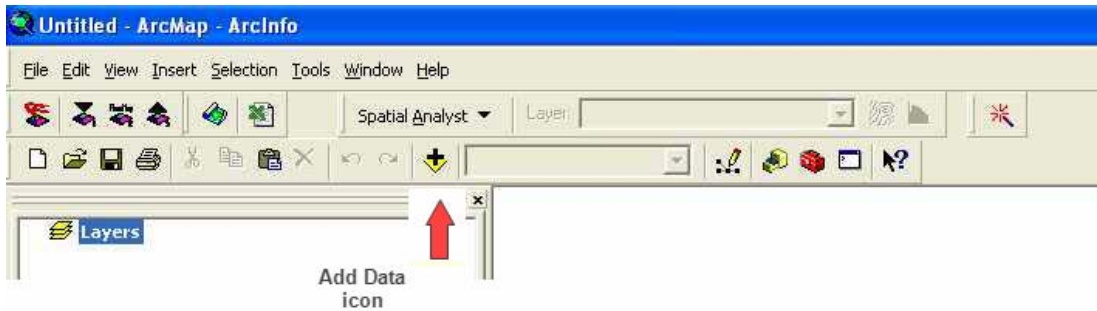 Untitled - ArcMap - ArcInfo
File Edit View Insert Selection Tools Window Help
Spatial Analyst Layer:
Layers
Add Data
icon